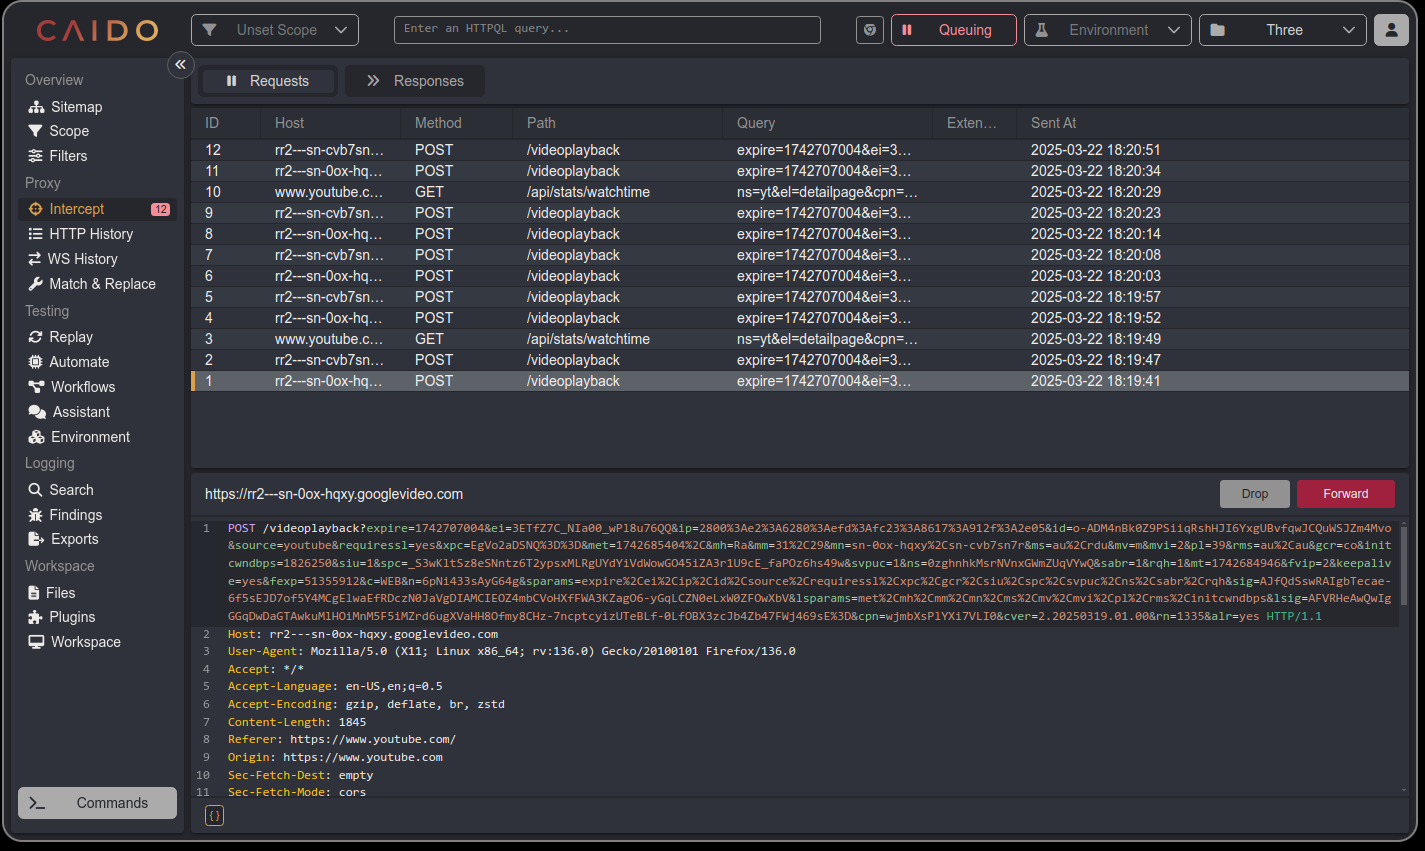 CAIDO Unset Scope Enter an HTTPQL query... Queuing Environment Three
Overview
Sitemap
Scope
Filters
Proxy
Intercept 12
HTTP History
WS History
Match & Replace
Testing
Replay
Automate
Workflows
Assistant
Environment
Logging
Search
Findings
Exports
Workspace
Files
Plugins
Workspace
Commands
Requests Responses
ID Host Method Path Query Exten... Sent At
12 rr2---sn-cvb7sn... POST /videoplayback expire=1742707004&ei=3... 2025-03-22 18:20:51
11 rr2---sn-0ox-hq... POST /videoplayback expire=1742707004&ei=3... 2025-03-22 18:20:34
10 www.youtube.c... GET /api/stats/watchtime ns=yt&el=detailpage&cpn=... 2025-03-22 18:20:29
9 rr2---sn-cvb7sn... POST /videoplayback expire=1742707004&ei=3... 2025-03-22 18:20:23
8 rr2---sn-0ox-hq... POST /videoplayback expire=1742707004&ei=3... 2025-03-22 18:20:14
7 rr2---sn-cvb7sn... POST /videoplayback expire=1742707004&ei=3... 2025-03-22 18:20:08
6 rr2---sn-0ox-hq... POST /videoplayback expire=1742707004&ei=3... 2025-03-22 18:20:03
5 rr2---sn-cvb7sn... POST /videoplayback expire=1742707004&ei=3... 2025-03-22 18:19:57
4 rr2---sn-0ox-hq... POST /videoplayback expire=1742707004&ei=3... 2025-03-22 18:19:52
3 www.youtube.c... GET /api/stats/watchtime ns=yt&el=detailpage&cpn=... 2025-03-22 18:19:49
2 rr2---sn-cvb7sn... POST /videoplayback expire=1742707004&ei=3... 2025-03-22 18:19:47
1 rr2---sn-0ox-hq... POST /videoplayback expire=1742707004&ei=3... 2025-03-22 18:19:41
https://rr2---sn-0ox-hqxy.googlevideo.com Drop Forward
1 POST /videoplayback?expire=1742707004&ei=3ETfZ7C_NIa00_wPl8u76QQ&ip=2800%3Ae2%3A6280%3Aefd%3Afc23%3A8617%3A912f%3A2e05&id=o-ADM4nBk0Z9PSiiqRshHJI6YxgUBvfqwJCQuWSJZm4Mvo
&source=youtube&requiressl=yes&xpc=EgVo2aDSNQ%3D%3D&met=1742685404%2C&mh=Ra&mm=31%2C29&mn=sn-0ox-hqxy%2Csn-cvb7sn7r&ms=au%2Crdu&mv=m&mvi=2&pl=39&rms=au%2Cau&gcr=co&init
cwndbps=1826250&siu=1&spc=_S3wKltSz8eSNntz6T2ypsxMLRgUYdYiVdWowGO45iZA3r1U9cE_faPOz6hs49w&svpuc=1&ns=0zghnhkMsrNVnxGWmZUqVYwQ&sabr=1&rqh=1&mt=1742684946&fvip=2&keepaliv
e=yes&fexp=51355912&c=WEB&n=6pNi433sAyG64g&sparams=expire%2Cei%2Cip%2Cid%2Csource%2Crequiressl%2Cxpc%2Cgcr%2Csiu%2Cspc%2Csvpuc%2Cns%2Csabr%2Crqh&sig=AJfQdSswRAIgbTecae-
6f5sEJD7of5Y4MCgElwaEfRDczN0JaVgDIAMCIEOZ4mbCVoHXfFWA3KZagO6-yGqLCZN0eLxW0ZFOwXbV&lsparams=met%2Cmh%2Cmm%2Cmn%2Cms%2Cmv%2Cmvi%2Cpl%2Crms%2Cinitcwndbps&lsig=AFVRHeAwQwIg
GGqDwDaGTAwkuMlHOiMnM5F5iMZrd6ugXVaHH8Ofmy8CHz-7ncptcyizUTeBLf-0LfOBX3zcJb4Zb47FWj469sE%3D&cpn=wjmbXsPlYXi7VLI0&cver=2.20250319.01.00&rn=1335&alr=yes HTTP/1.1
2 Host: rr2---sn-0ox-hqxy.googlevideo.com
3 User-Agent: Mozilla/5.0 (X11; Linux x86_64; rv:136.0) Gecko/20100101 Firefox/136.0
4 Accept: */*
5 Accept-Language: en-US,en;q=0.5
6 Accept-Encoding: gzip, deflate, br, zstd
7 Content-Length: 1845
8 Referer: https://www.youtube.com/
9 Origin: https://www.youtube.com
10 Sec-Fetch-Dest: empty
11 Sec-Fetch-Mode: cors
{}